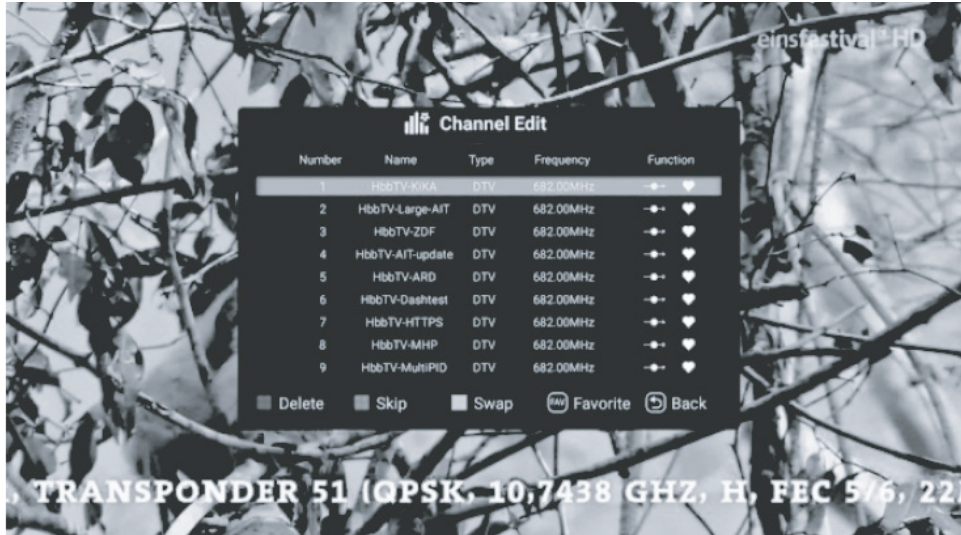 einsfestival HD
Channel Edit
Number Name Type Frequency Function
1 HbbTV-KiKA DTV 682.00MHz
2 HbbTV-Large-AIT DTV 682.00MHz
3 HbbTV-ZDF DTV 682.00MHz
4 HbbTV-AIT-update DTV 682.00MHz
5 HbbTV-ARD DTV 682.00MHz
6 HbbTV-Dashtest DTV 682.00MHz
7 HbbTV-HTTPS DTV 682.00MHz
8 HbbTV-MHP DTV 682.00MHz
9 HbbTV-MultiPID DTV 682.00MHz
Delete Skip Swap FAV Favorite Back
, TRANSPONDER 51 (QPSK, 10,7438 GHZ, H, FEC 5/6, 22